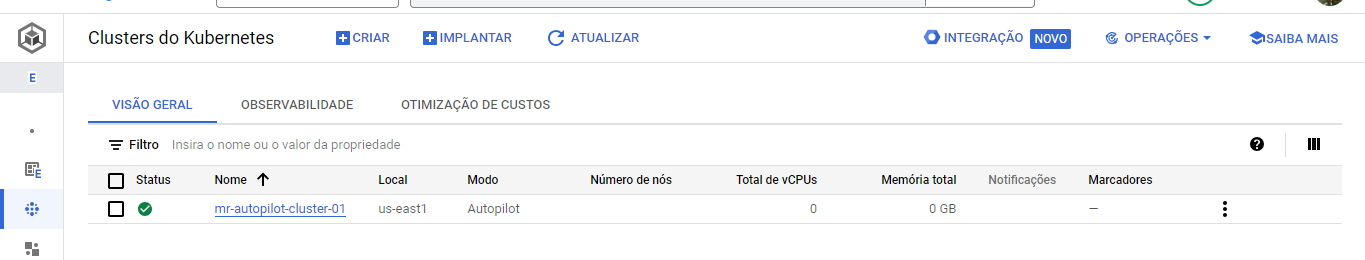 Clusters do Kubernetes CRIAR IMPLANTAR ATUALIZAR INTEGRAÇÃO NOVO OPERAÇÕES SAIBA MAIS
E
VISÃO GERAL OBSERVABILIDADE OTIMIZAÇÃO DE CUSTOS
Filtro Insira o nome ou o valor da propriedade
E
Status Nome Local Modo Número de nós Total de vCPUs Memória total Notificações Marcadores
mr-autopilot-cluster-01 us-east1 Autopilot 0 0 GB —